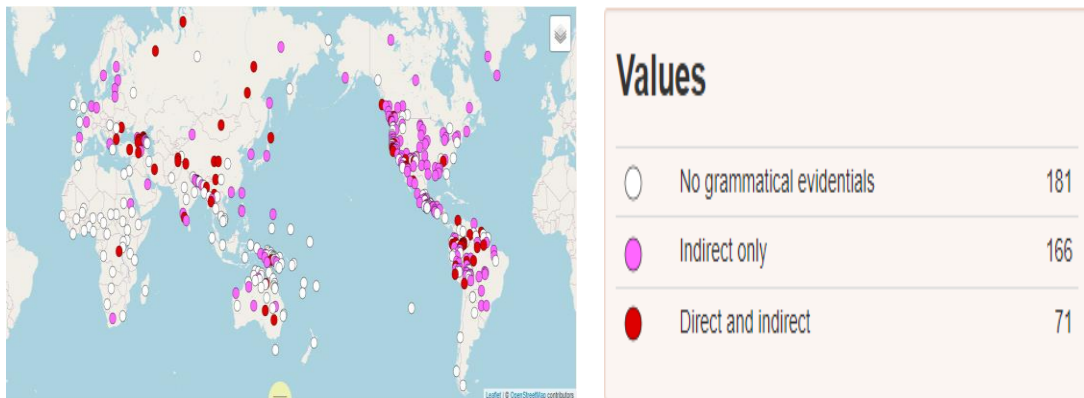 Leaflet | © OpenStreetMap contributors
Values
No grammatical evidentials 181
Indirect only 166
Direct and indirect 71